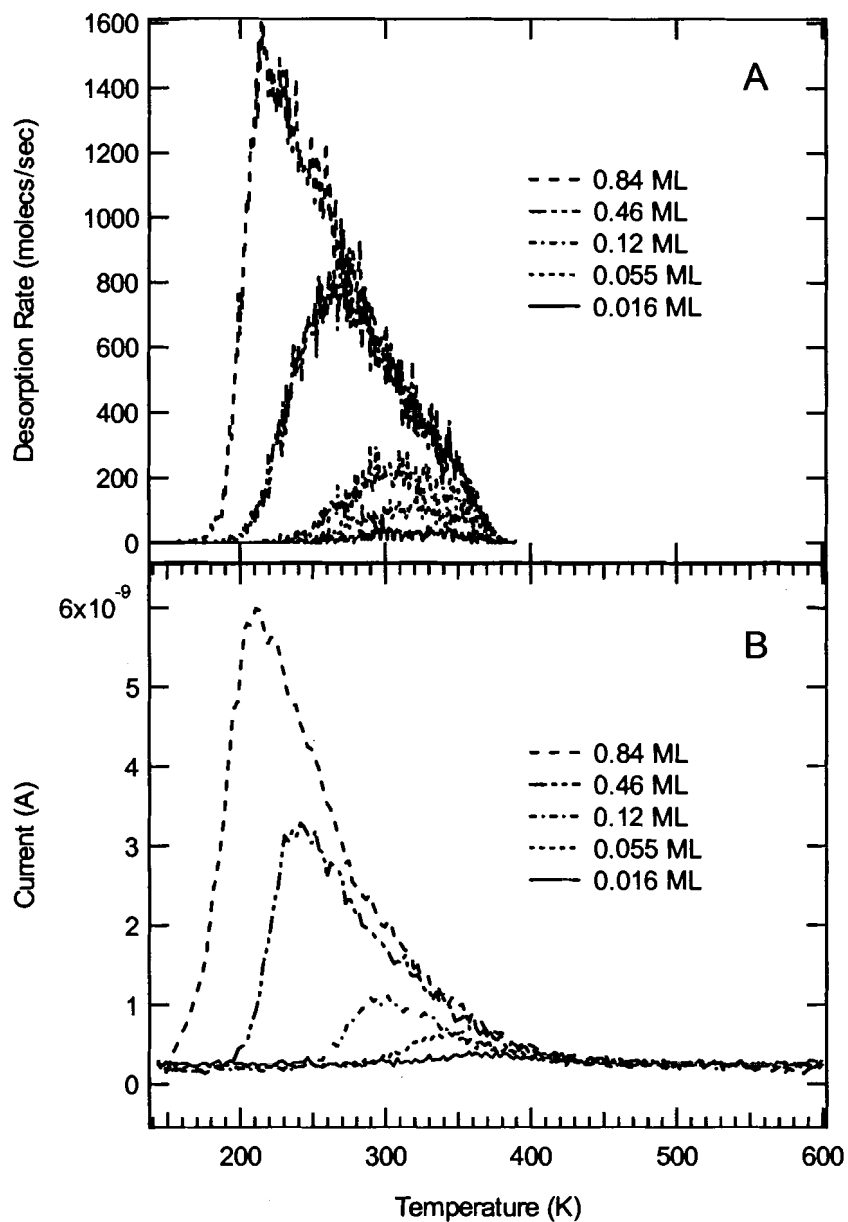 A
1600
1400
1200
1000
800
600
400
200
0
Desorption Rate (molecs/sec)
0.84 ML
0.46 ML
0.12 ML
0.055 ML
0.016 ML
B
6x10⁻⁹
5
4
3
2
1
0
Current (A)
0.84 ML
0.46 ML
0.12 ML
0.055 ML
0.016 ML
200 300 400 500 600
Temperature (K)